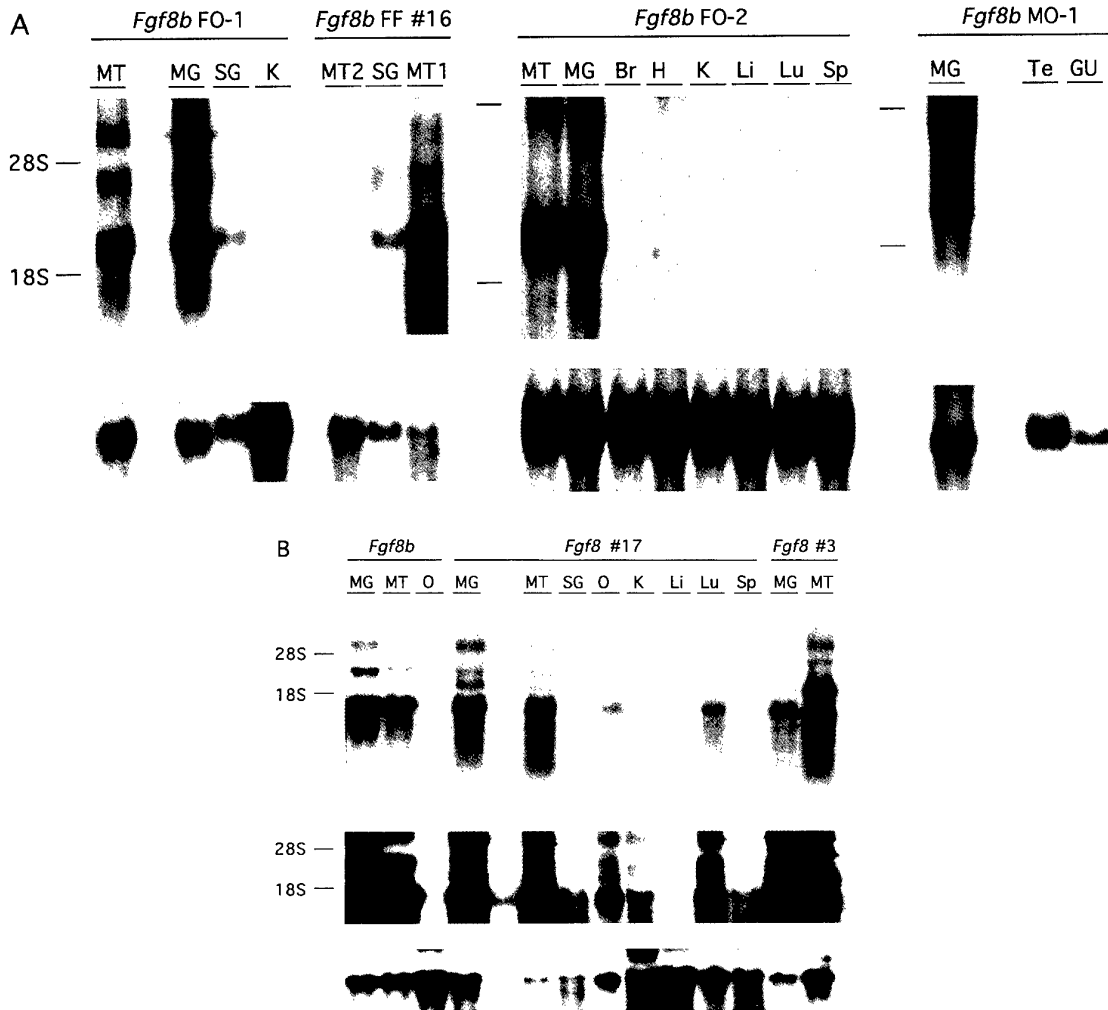 A
Fgf8b FO-1 Fgf8b FF #16 Fgf8b FO-2 Fgf8b MO-1
MT MG SG K MT2 SG MT1 MT MG Br H K Li Lu Sp MG Te GU
28S
18S
B
Fgf8b Fgf8 #17 Fgf8 #3
MG MT O MG MT SG O K Li Lu Sp MG MT
28S
18S
28S
18S